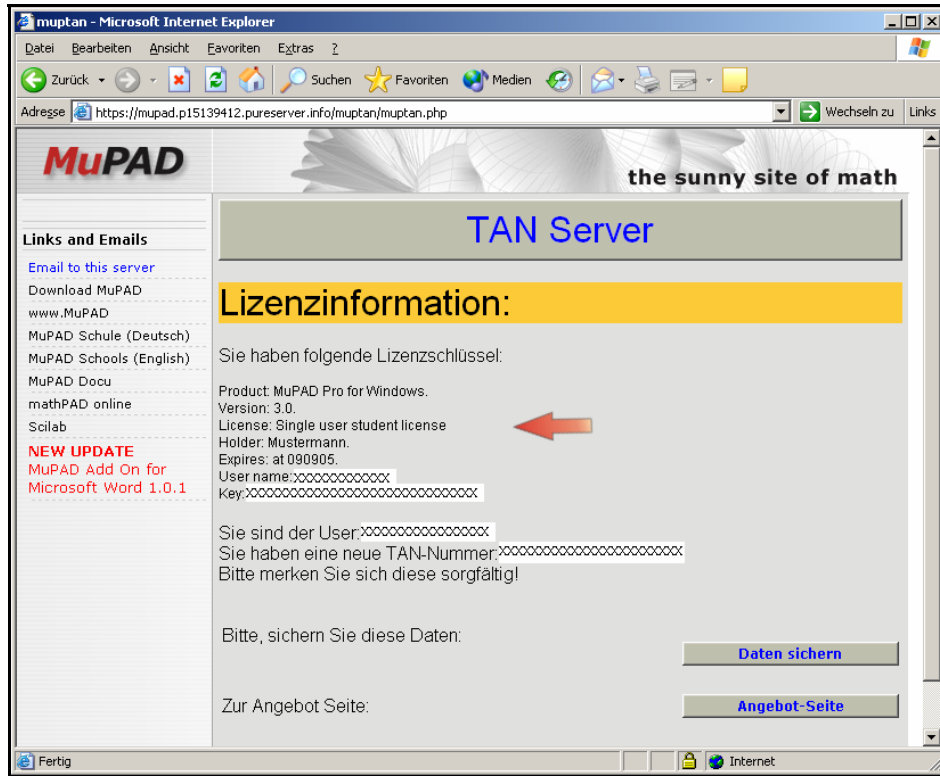 muptan - Microsoft Internet Explorer
Datei Bearbeiten Ansicht Favoriten Extras ?
Zurück Suchen Favoriten Medien
Adresse https://mupad.p15139412.pureserver.info/muptan/muptan.php Wechseln zu Links
MuPAD
the sunny site of math
TAN Server
Links and Emails
Email to this server
Download MuPAD
www.MuPAD
MuPAD Schule (Deutsch)
MuPAD Schools (English)
MuPAD Docu
mathPAD online
Scilab
NEW UPDATE
MuPAD Add On for
Microsoft Word 1.0.1
Lizenzinformation:
Sie haben folgende Lizenzschlüssel:
Product: MuPAD Pro for Windows.
Version: 3.0.
License: Single user student license
Holder: Mustermann.
Expires: at 090905.
User name:XXXXXXXXXXXXX
Key:XXXXXXXXXXXXXXXXXXXXXXXXXXXXXX
Sie sind der User:XXXXXXXXXXXXXXXX
Sie haben eine neue TAN-Nummer:XXXXXXXXXXXXXXXXXXXXXXX
Bitte merken Sie sich diese sorgfältig!
Bitte, sichern Sie diese Daten:
Daten sichern
Zur Angebot Seite:
Angebot-Seite
Fertig Internet